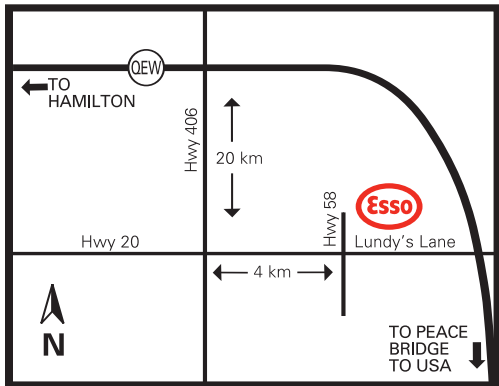 QEW
TO
HAMILTON
Hwy 406
20 km
Hwy 58
Esso
Hwy 20
Lundy's Lane
4 km
N
TO PEACE
BRIDGE
TO USA